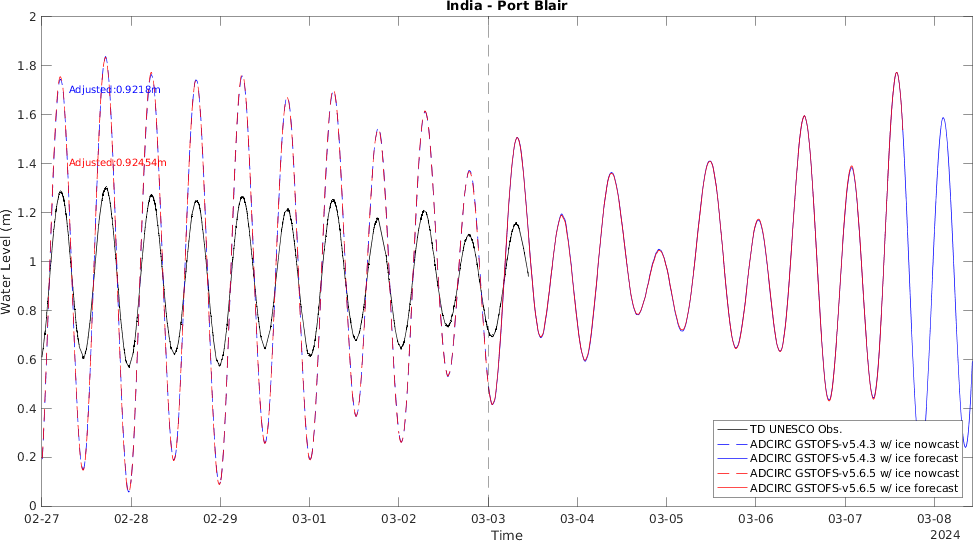 India - Port Blair
2
1.8
1.6
1.4
1.2
1
0.8
0.6
0.4
0.2
0
Water Level (m)
Adjusted:0.9218m
Adjusted:0.92454m
TD UNESCO Obs.
ADCIRC GSTOFS-v5.4.3 w/ ice nowcast
ADCIRC GSTOFS-v5.4.3 w/ ice forecast
ADCIRC GSTOFS-v5.6.5 w/ ice nowcast
ADCIRC GSTOFS-v5.6.5 w/ ice forecast
02-27 02-28 02-29 03-01 03-02 03-03 03-04 03-05 03-06 03-07 03-08
Time
2024